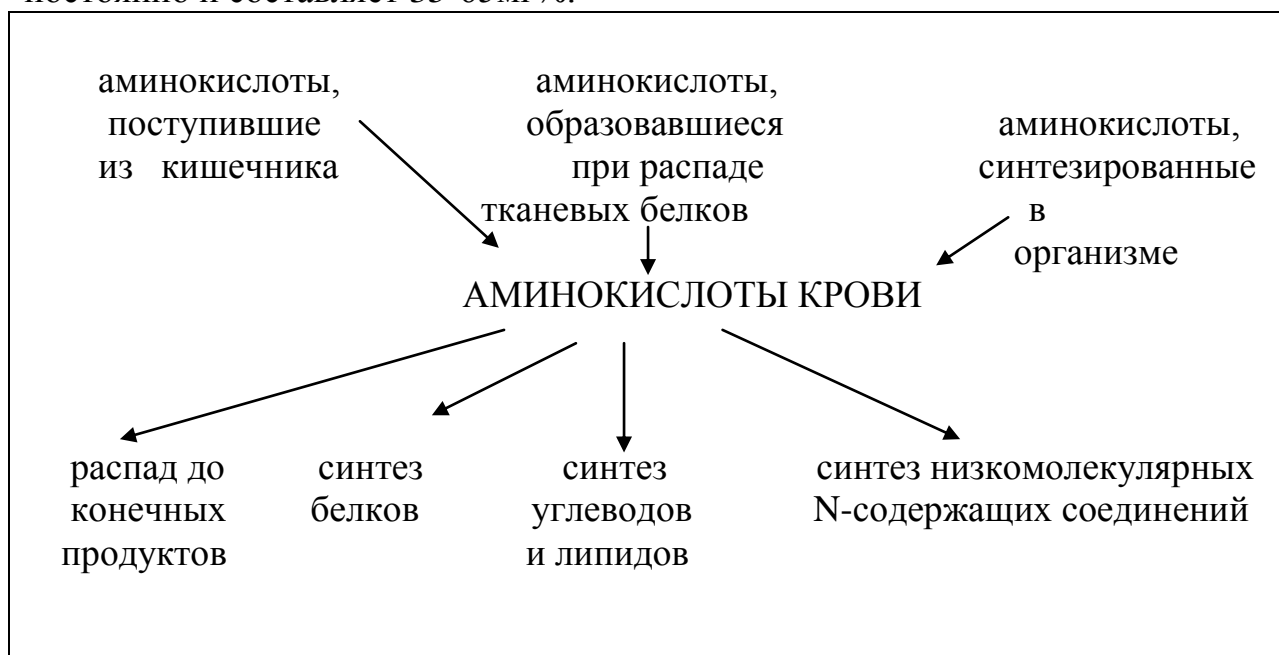 аминокислоты,
поступившие
из кишечника
аминокислоты,
образовавшиеся
при распаде
тканевых белков
аминокислоты,
синтезированные
в
организме
АМИНОКИСЛОТЫ КРОВИ
распад до
конечных
продуктов
синтез
белков
синтез
углеводов
и липидов
синтез низкомолекулярных
N-содержащих соединений